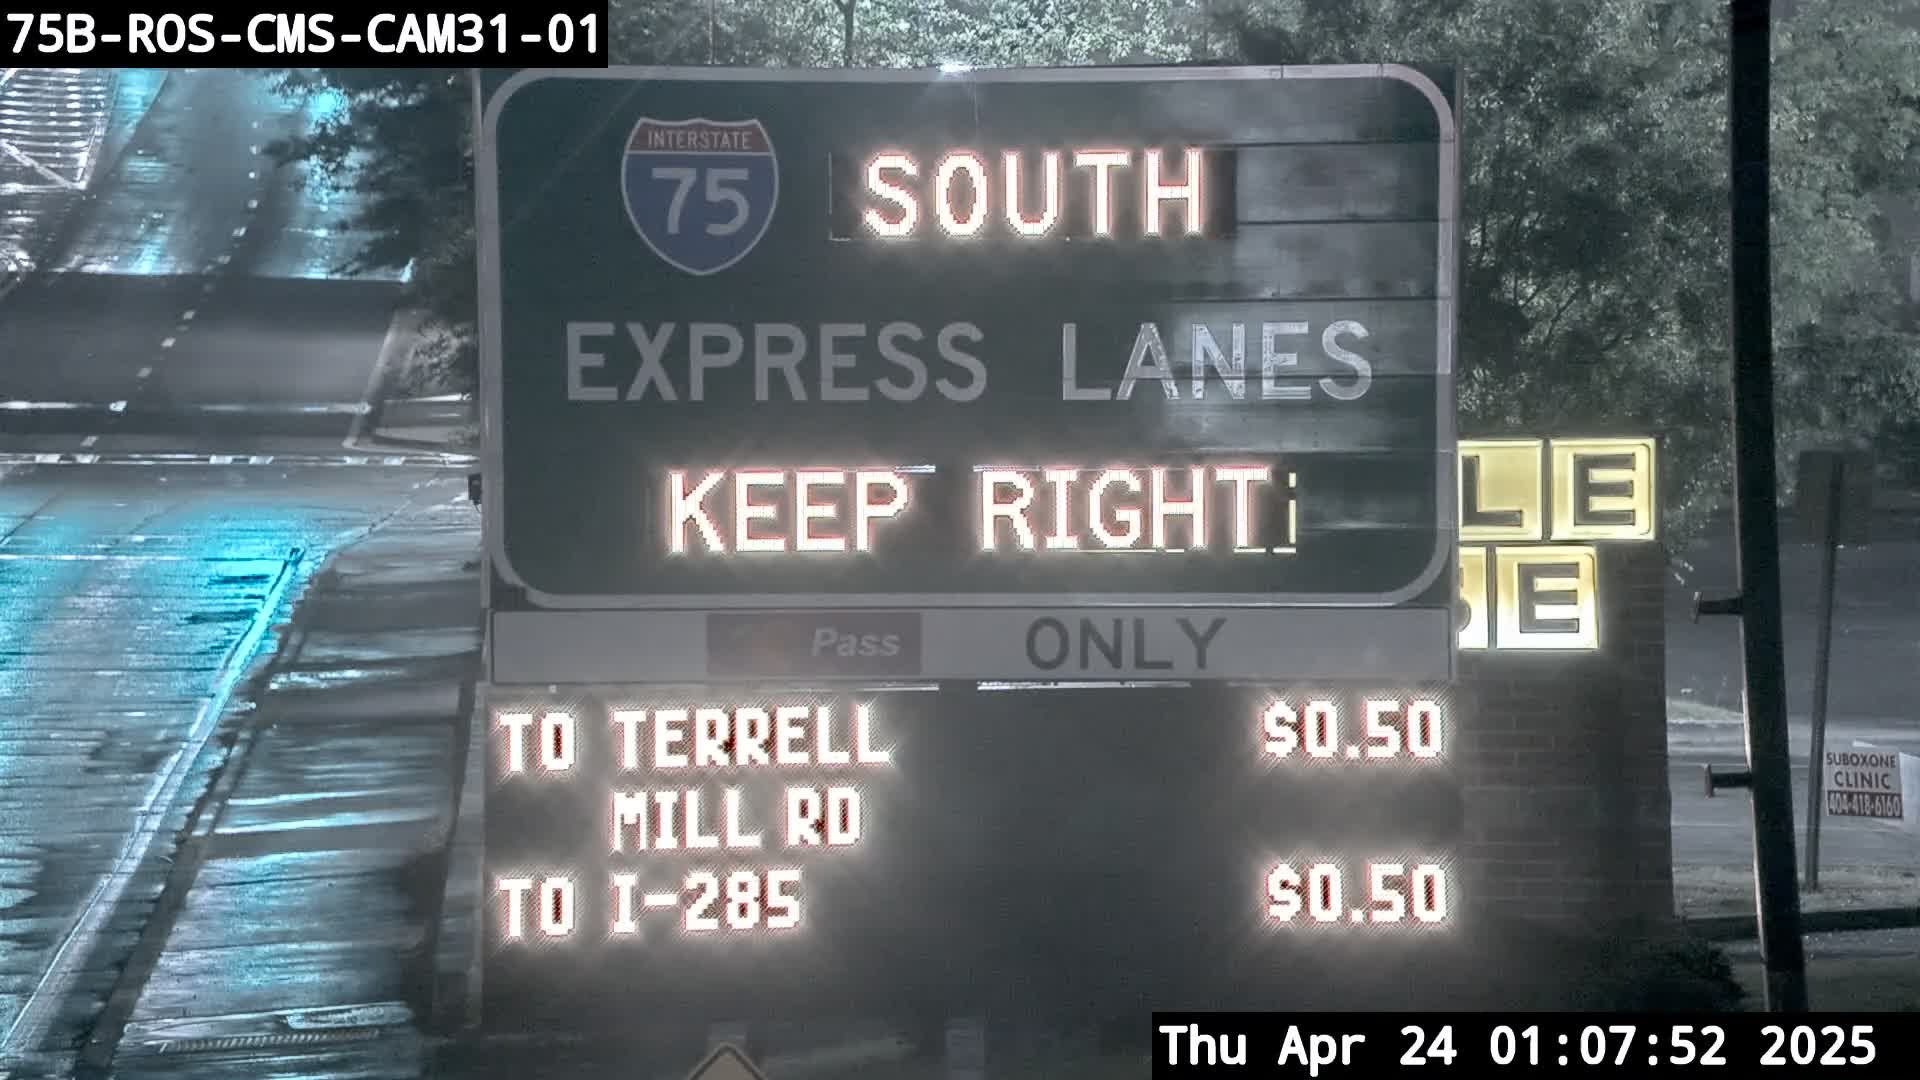 75B-ROS-CMS-CAM31-01
INTERSTATE
75
SOUTH
EXPRESS LANES
KEEP RIGHT
Pass ONLY
TO TERRELL $0.50
MILL RD
TO I-285 $0.50
LE
E
SUBOXONE
CLINIC
404-418-6160
Thu Apr 24 01:07:52 2025